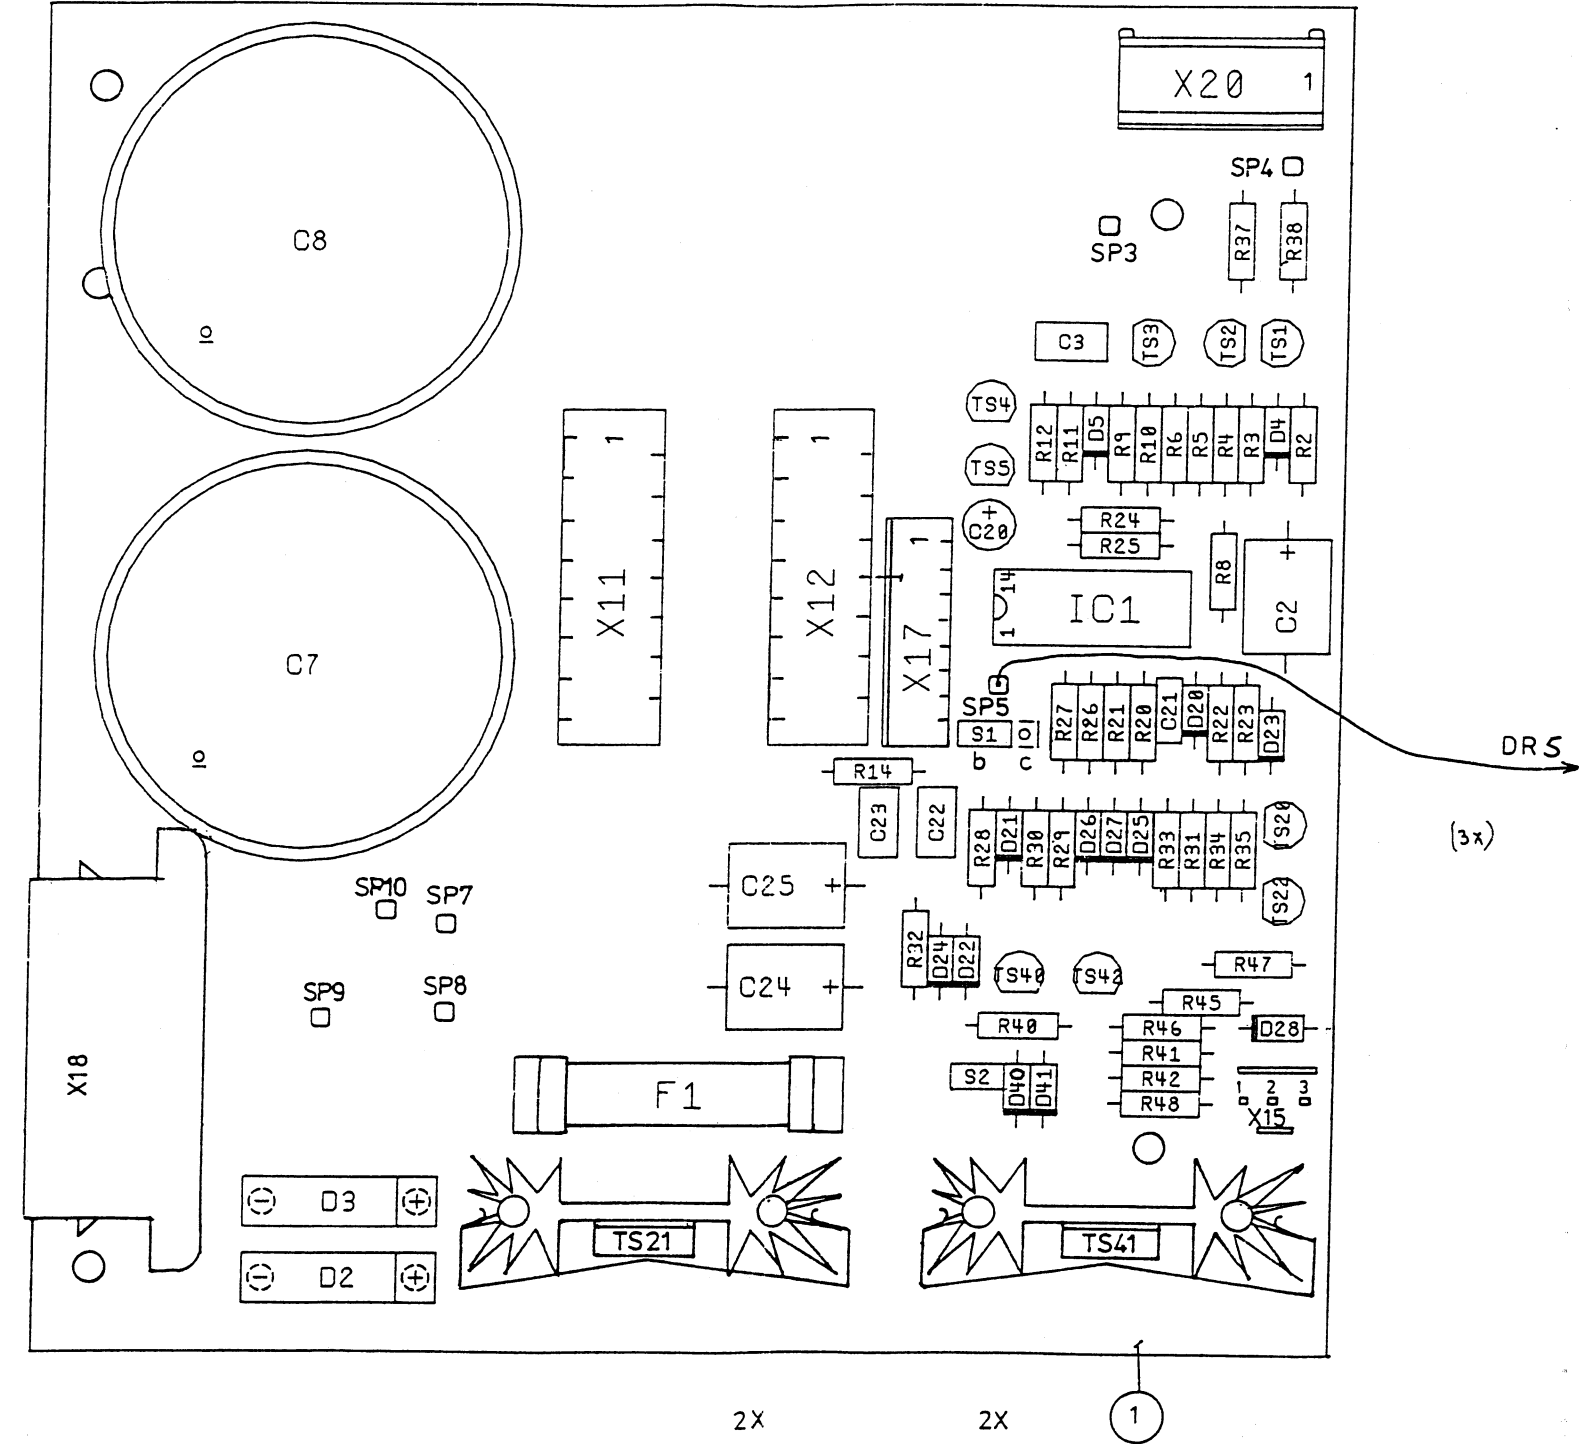 X20 1
SP4
SP3
R37
R38
C8
C3
TS3
TS2
TS1
TS4
R12
R11
D5
R9
R10
R6
R5
R4
R3
D4
R2
TS5
+
C20
R24
R25
R8
+
C2
1
X11
1
X12
1
X17
14
1
IC1
C7
SP5
S1
b
c
R27
R26
R21
R20
C21
D20
R22
R23
D23
DR5
(3x)
R14
C23
C22
R28
D21
R30
R29
D26
D27
D25
R33
R31
R34
R35
TS20
TS22
C25 +
C24 +
SP10
SP7
SP9
SP8
R32
D24
D22
TS40
TS42
R47
R45
R40
R46
D28
R41
R42
R48
S2
D40
D41
1 2 3
X15
X18
F1
- D3 +
- D2 +
TS21
TS41
2X
2X
1